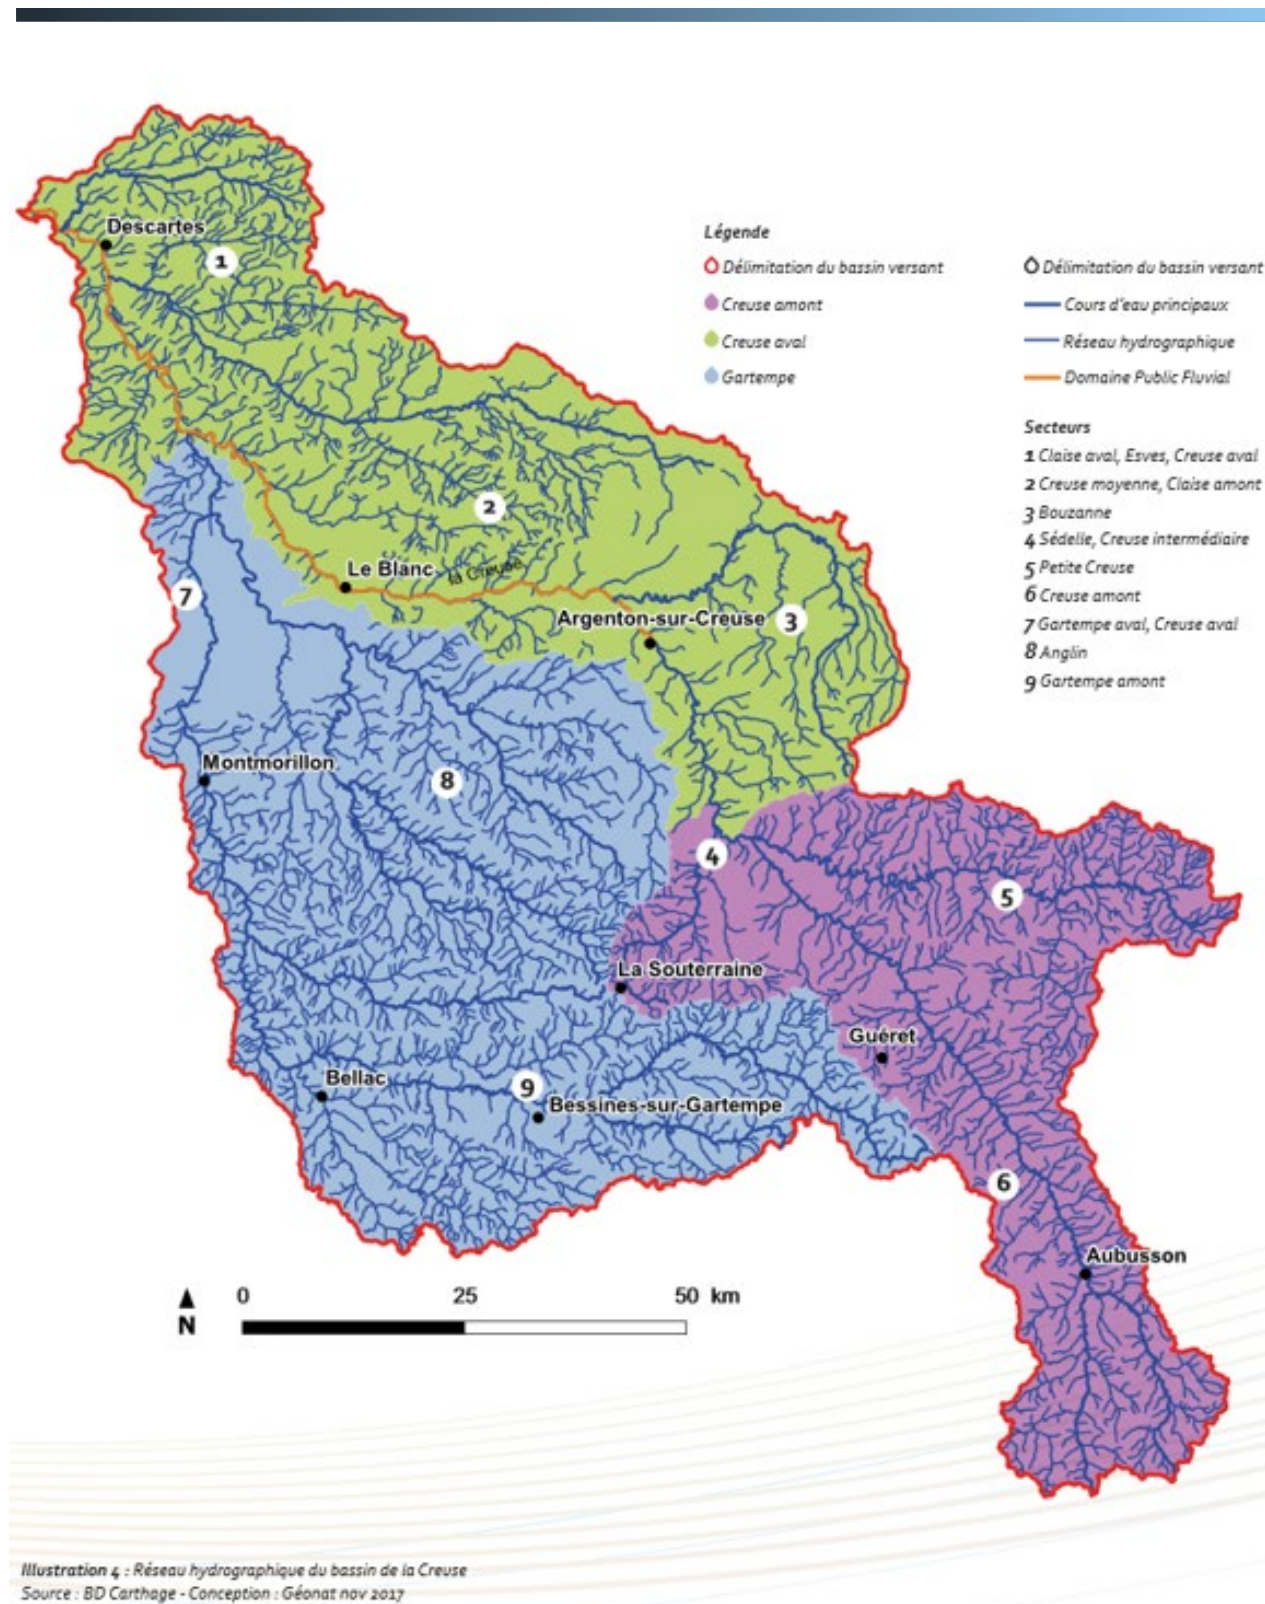 Descartes
1
Légende
Délimitation du bassin versant
Creuse amont
Creuse aval
Gartempe
Délimitation du bassin versant
Cours d'eau principaux
Réseau hydrographique
Domaine Public Fluvial
Secteurs
1 Claise aval, Esves, Creuse aval
2 Creuse moyenne, Claise amont
3 Bouzanne
4 Sédelle, Creuse intermédiaire
5 Petite Creuse
6 Creuse amont
7 Gartempe aval, Creuse aval
8 Anglin
9 Gartempe amont
2
Le Blanc
la Creuse
7
Argenton-sur-Creuse
3
Montmorillon
8
4
5
La Souterraine
Guéret
Bellac
9
Bessines-sur-Gartempe
6
Aubusson
N
0 25 50 km
Illustration 4 : Réseau hydrographique du bassin de la Creuse
Source : BD Carthage - Conception : Géonat nov 2017